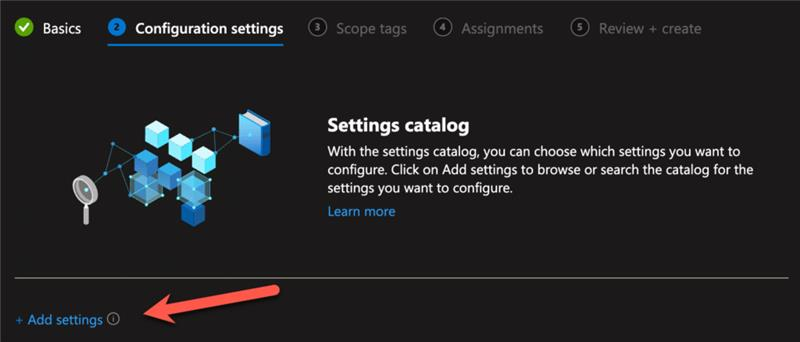 Basics 2 Configuration settings 3 Scope tags 4 Assignments 5 Review + create
Settings catalog
With the settings catalog, you can choose which settings you want to
configure. Click on Add settings to browse or search the catalog for the
settings you want to configure.
Learn more
+ Add settings